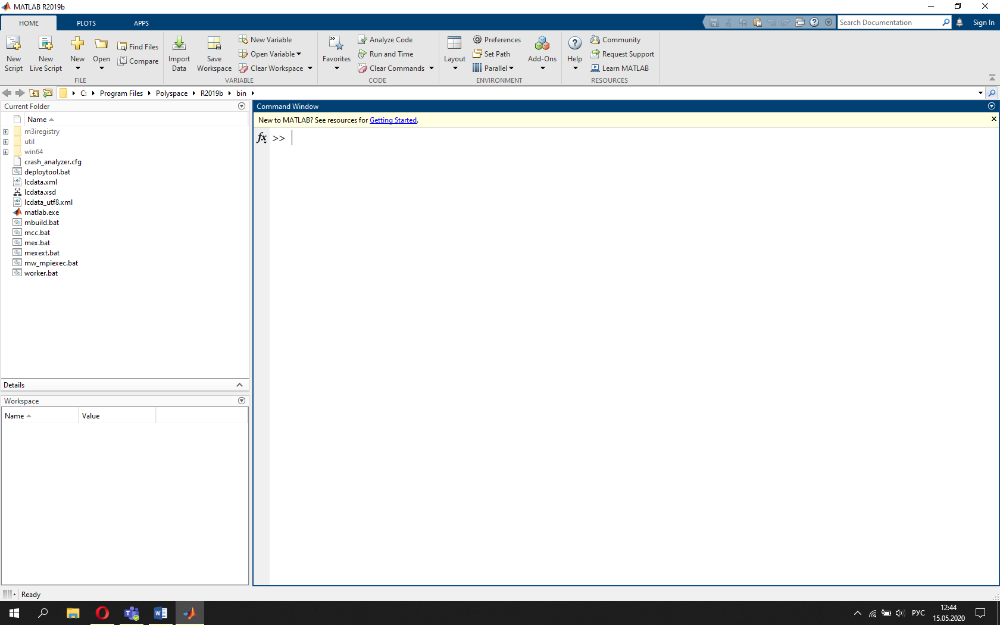 MATLAB R2019b
HOME PLOTS APPS
Search Documentation
Sign In
New Script
New Live Script
New
Open
Find Files
Compare
FILE
Import Data
Save Workspace
New Variable
Open Variable
Clear Workspace
VARIABLE
Favorites
Analyze Code
Run and Time
Clear Commands
CODE
Layout
Preferences
Set Path
Parallel
Add-Ons
ENVIRONMENT
Help
Community
Request Support
Learn MATLAB
RESOURCES
C: Program Files Polyspace R2019b bin
Current Folder
Name
m3iregistry
util
win64
crash_analyzer.cfg
deploytool.bat
lcdata.xml
lcdata.xsd
lcdata_utf8.xml
matlab.exe
mbuild.bat
mcc.bat
mex.bat
mexext.bat
mw_mpiexec.bat
worker.bat
Details
Workspace
Name Value
Command Window
New to MATLAB? See resources for Getting Started.
fx >>
Ready
РУС
12:44
15.05.2020